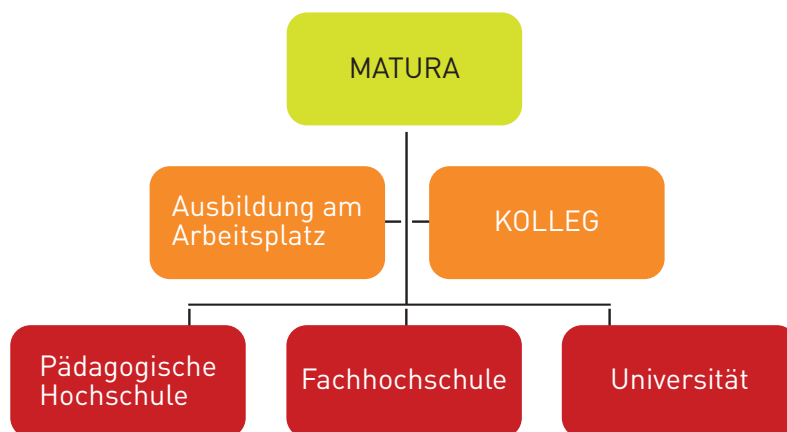 MATURA
Ausbildung am
Arbeitsplatz
KOLLEG
Pädagogische
Hochschule
Fachhochschule
Universität